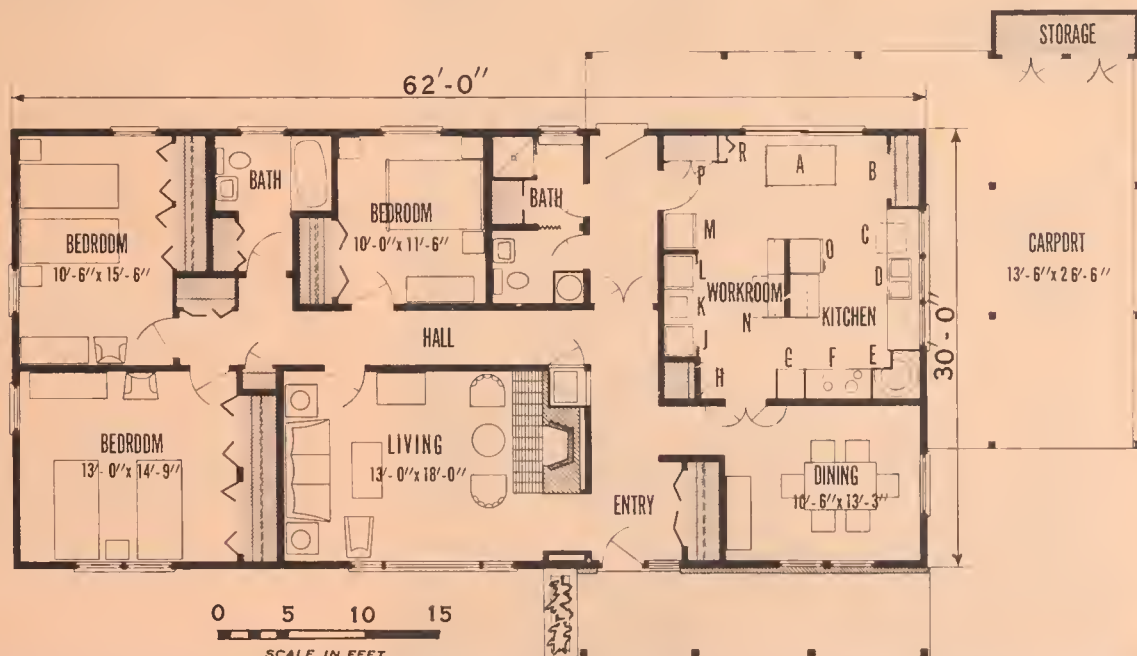 STORAGE
62'-0"
R
A
P
B
BATH
BATH
BEDROOM
10'-0" x 11'-6"
BEDROOM
10'-6" x 15'-6"
M
C
O
CARPORT
13'-6" x 26'-6"
L
D
WORKROOM
K
N
KITCHEN
HALL
J
30'-0"
H
G
F
E
BEDROOM
13'-0" x 14'-9"
LIVING
13'-0" x 18'-0"
DINING
10'-6" x 13'-3"
ENTRY
0 5 10 15
SCALE IN FEET